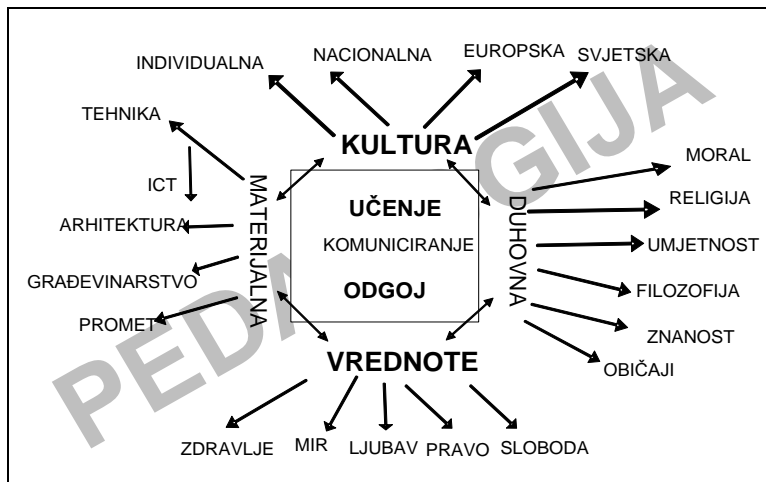 INDIVIDUALNA
NACIONALNA
EUROPSKA
SVJETSKA
TEHNIKA
ICT
ARHITEKTURA
GRAĐEVINARSTVO
PROMET
KULTURA
MATERIJALNA
UČENJE
KOMUNICIRANJE
ODGOJ
DUHOVNA
MORAL
RELIGIJA
UMJETNOST
FILOZOFIJA
ZNANOST
OBIČAJI
VREDNOTE
ZDRAVLJE
MIR
LJUBAV
PRAVO
SLOBODA